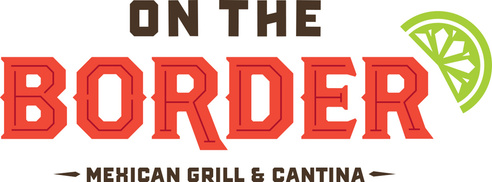 ON THE
BORDER
MEXICAN GRILL & CANTINA